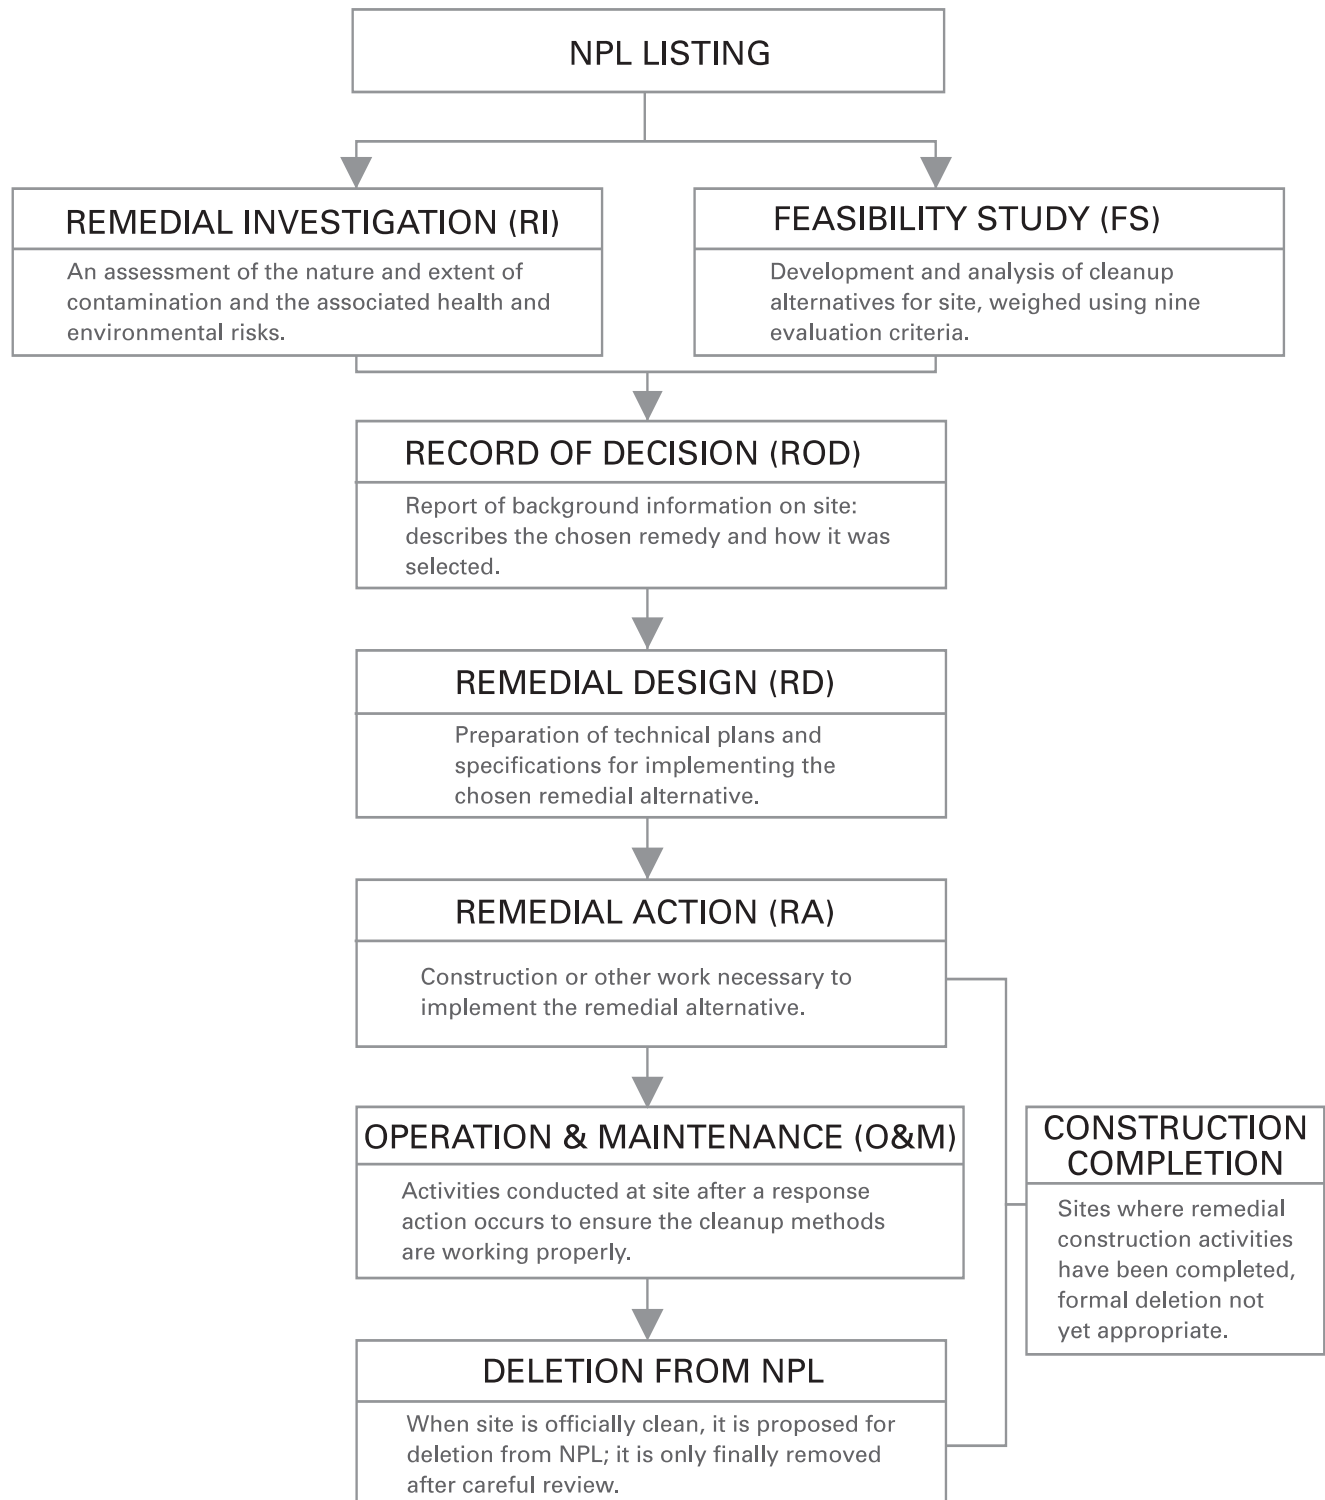 NPL LISTING
REMEDIAL INVESTIGATION (RI)
An assessment of the nature and extent of
contamination and the associated health and
environmental risks.
FEASIBILITY STUDY (FS)
Development and analysis of cleanup
alternatives for site, weighed using nine
evaluation criteria.
RECORD OF DECISION (ROD)
Report of background information on site:
describes the chosen remedy and how it was
selected.
REMEDIAL DESIGN (RD)
Preparation of technical plans and
specifications for implementing the
chosen remedial alternative.
REMEDIAL ACTION (RA)
Construction or other work necessary to
implement the remedial alternative.
OPERATION & MAINTENANCE (O&M)
Activities conducted at site after a response
action occurs to ensure the cleanup methods
are working properly.
CONSTRUCTION
COMPLETION
Sites where remedial
construction activities
have been completed,
formal deletion not
yet appropriate.
DELETION FROM NPL
When site is officially clean, it is proposed for
deletion from NPL; it is only finally removed
after careful review.